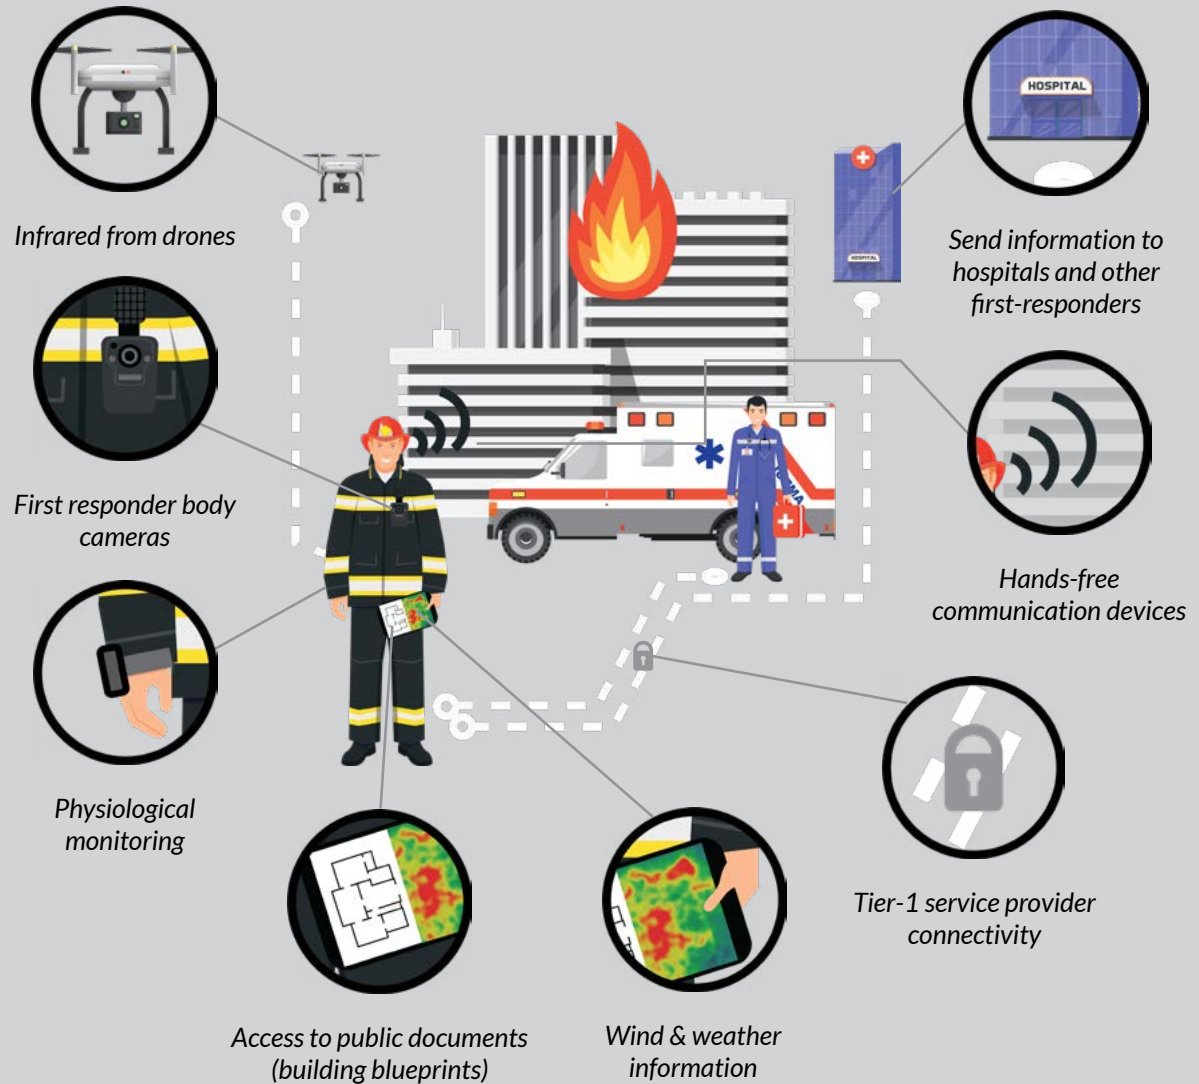 Infrared from drones
First responder body
cameras
Physiological
monitoring
Access to public documents
(building blueprints)
Wind & weather
information
Tier-1 service provider
connectivity
Hands-free
communication devices
Send information to
hospitals and other
first-responders
HOSPITAL
HOSPITAL